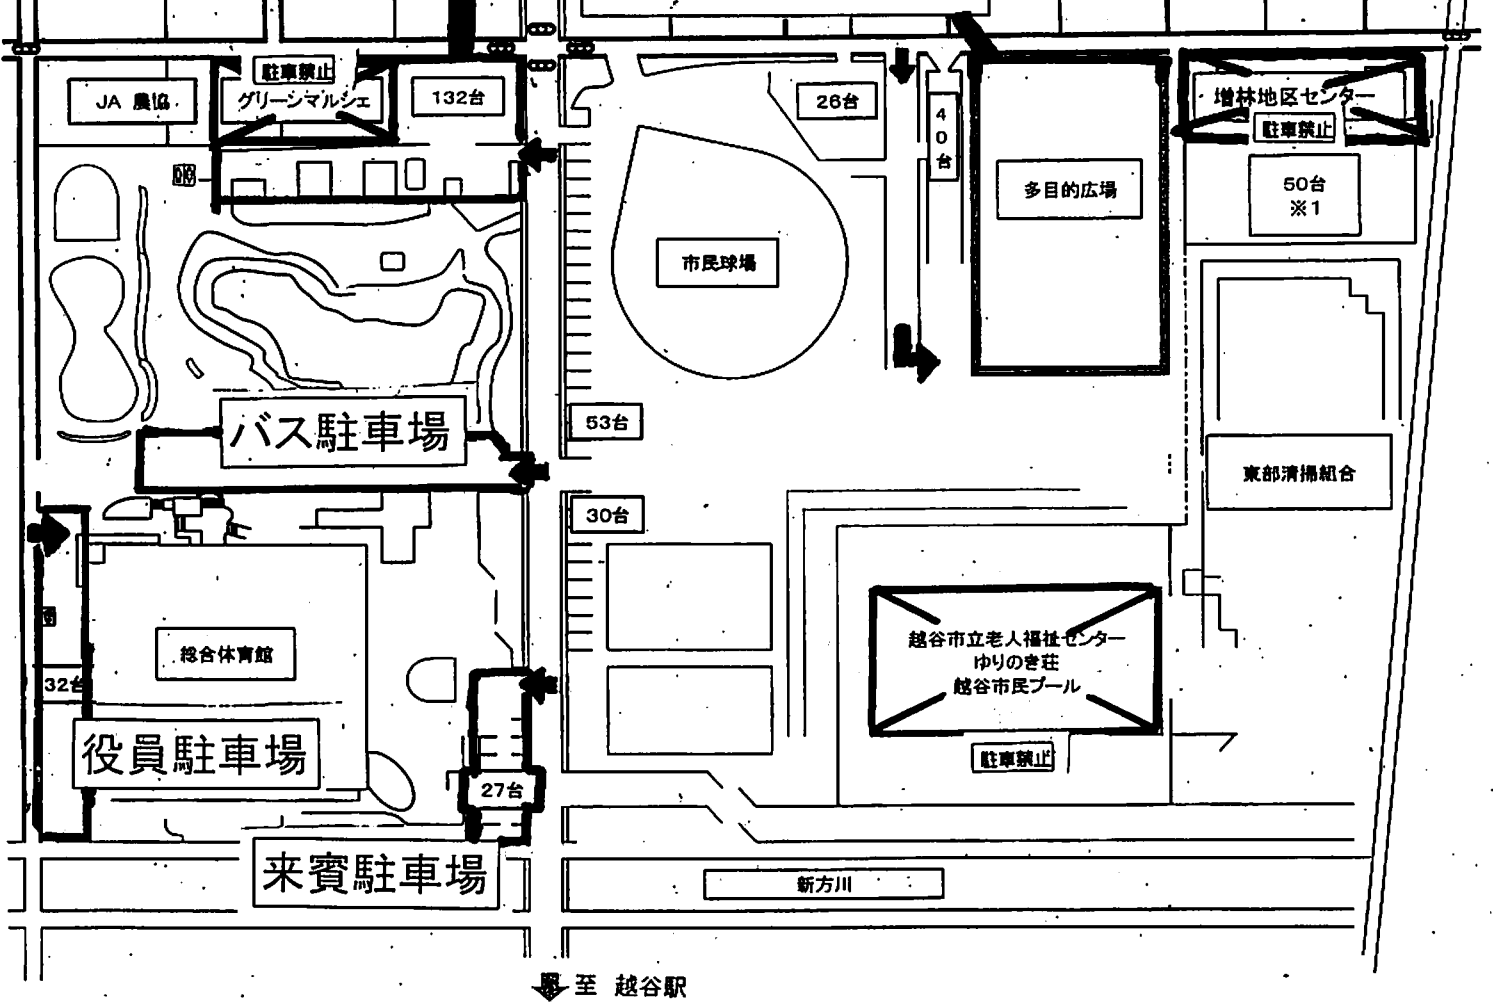 駐車禁止
JA 農協
グリーンマルシェ
132台
26台
40台
増林地区センター
駐車禁止
多目的広場
50台
※1
市民球場
バス駐車場
53台
東部清掃組合
30台
総合体育館
越谷市立老人福祉センター
ゆりのき荘
越谷市民プール
32台
役員駐車場
駐車禁止
27台
来賓駐車場
新方川
至 越谷駅